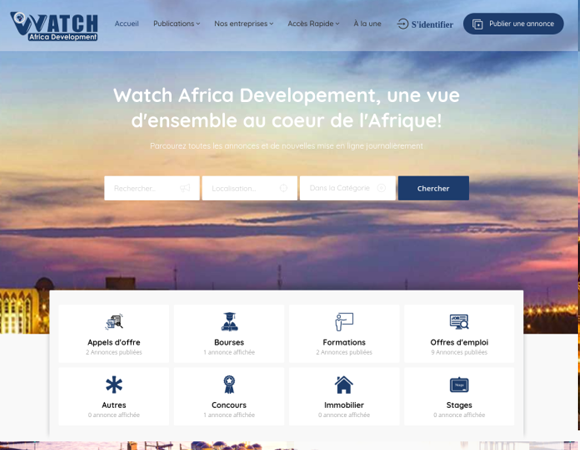 WATCH
Africa Development
Accueil Publications Nos entreprises Accès Rapide À la une S'identifier Publier une annonce
Watch Africa Developement, une vue
d'ensemble au coeur de l'Afrique!
Parcourez toutes les annonces et de nouvelles mise en ligne journalièrement
Rechercher... Localisation... Dans la Catégorie Chercher
Appels d'offre Bourses Formations Offres d'emploi
2 Annonces publiées 1 annonce affichée 2 Annonces publiées 9 Annonces publiées
Autres Concours Immobilier Stages
0 annonce affichée 1 annonce affichée 0 annonce affichée 0 annonce affichée